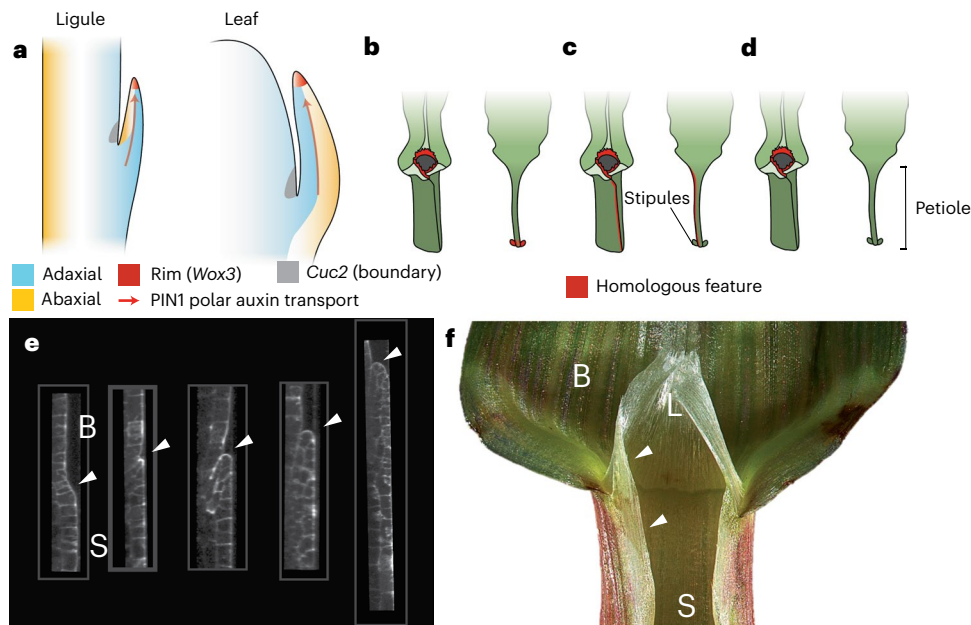 Ligule
Leaf
a
b
c
d
Stipules
Petiole
Adaxial
Rim (Wox3)
Cuc2 (boundary)
Abaxial
PIN1 polar auxin transport
Homologous feature
e
B
S
f
B
L
S